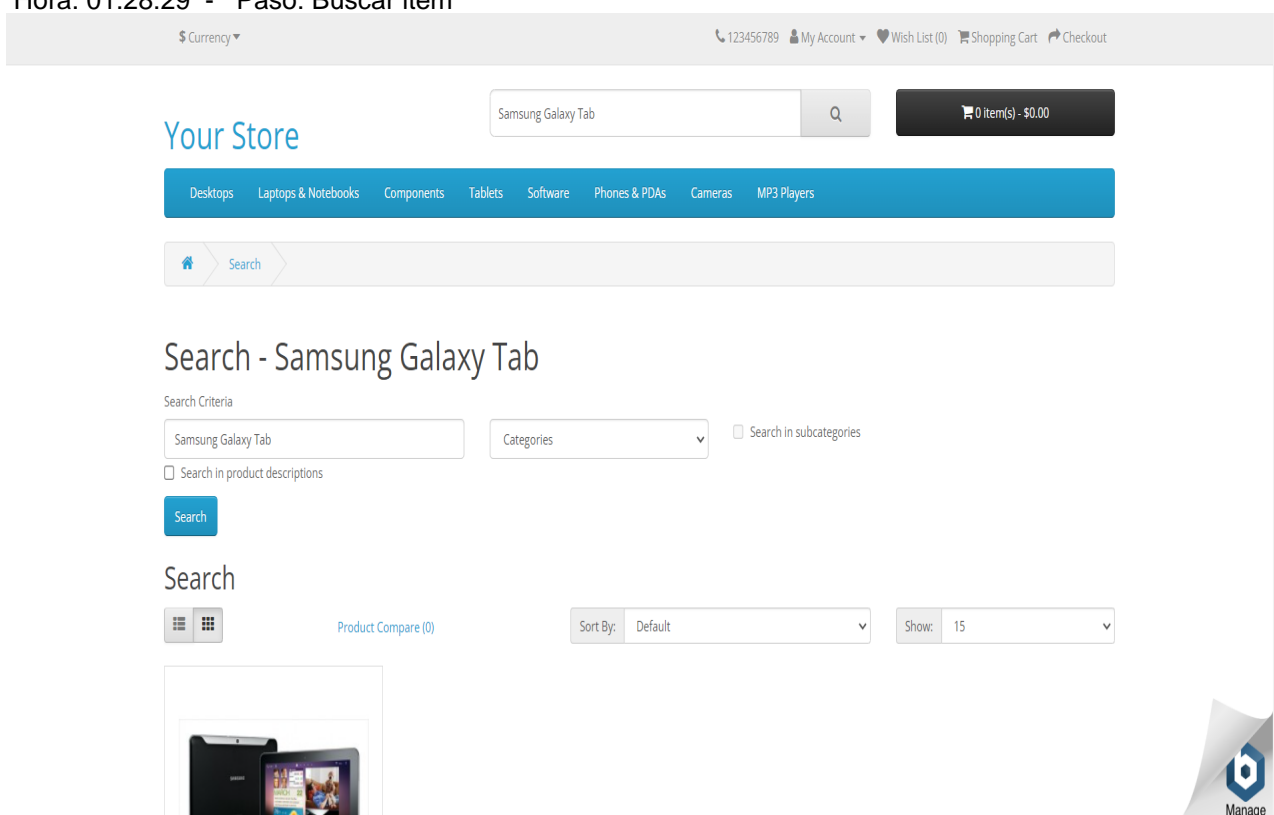 Hora: 01:28:29 - Paso: Buscar item
$ Currency
123456789 My Account Wish List (0) Shopping Cart Checkout
Your Store
Samsung Galaxy Tab
0 item(s) - $0.00
Desktops Laptops & Notebooks Components Tablets Software Phones & PDAs Cameras MP3 Players
Search
Search - Samsung Galaxy Tab
Search Criteria
Samsung Galaxy Tab
Categories
Search in subcategories
Search in product descriptions
Search
Search
Product Compare (0)
Sort By: Default
Show: 15
SAMSUNG
Manage